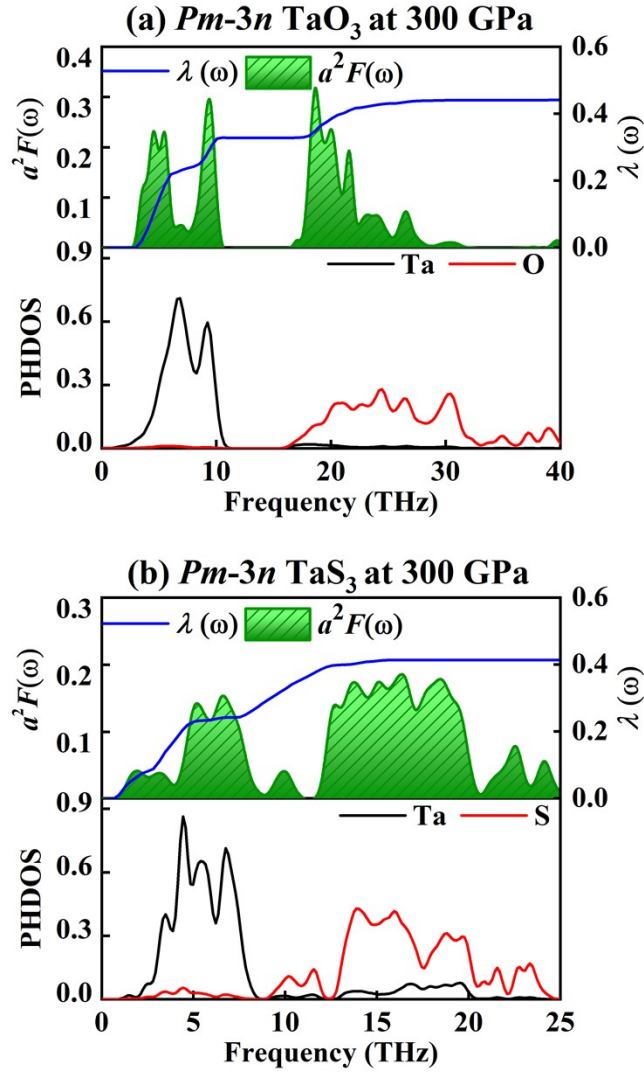 (a) Pm-3n TaO₃ at 300 GPa
λ (ω) a²F(ω)
a²F(ω)
0.4
0.3
0.2
0.1
λ (ω)
0.6
0.4
0.2
0.0
Ta O
PHDOS
0.9
0.6
0.3
0.0
0 10 20 30 40
Frequency (THz)
(b) Pm-3n TaS₃ at 300 GPa
λ (ω) a²F(ω)
a²F(ω)
0.3
0.2
0.1
λ (ω)
0.6
0.4
0.2
0.0
Ta S
PHDOS
0.9
0.6
0.3
0.0
0 5 10 15 20 25
Frequency (THz)